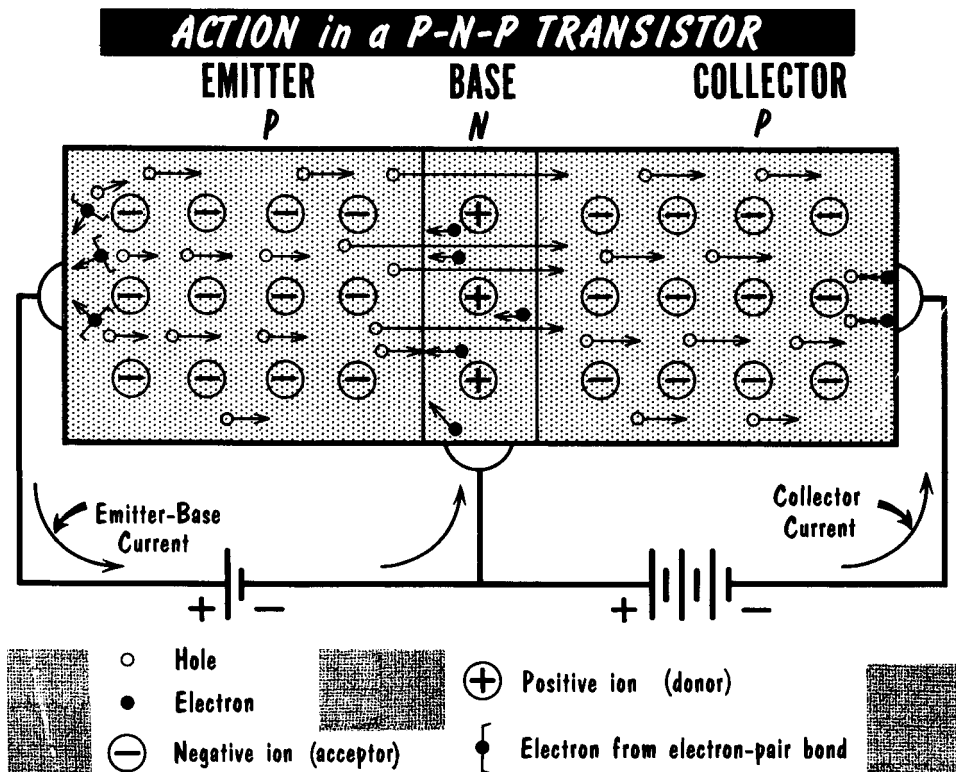 ACTION in a P-N-P TRANSISTOR
EMITTER BASE COLLECTOR
P N P
Emitter-Base
Current
Collector
Current
+ − + −
Hole
Electron
Negative ion (acceptor)
Positive ion (donor)
Electron from electron-pair bond